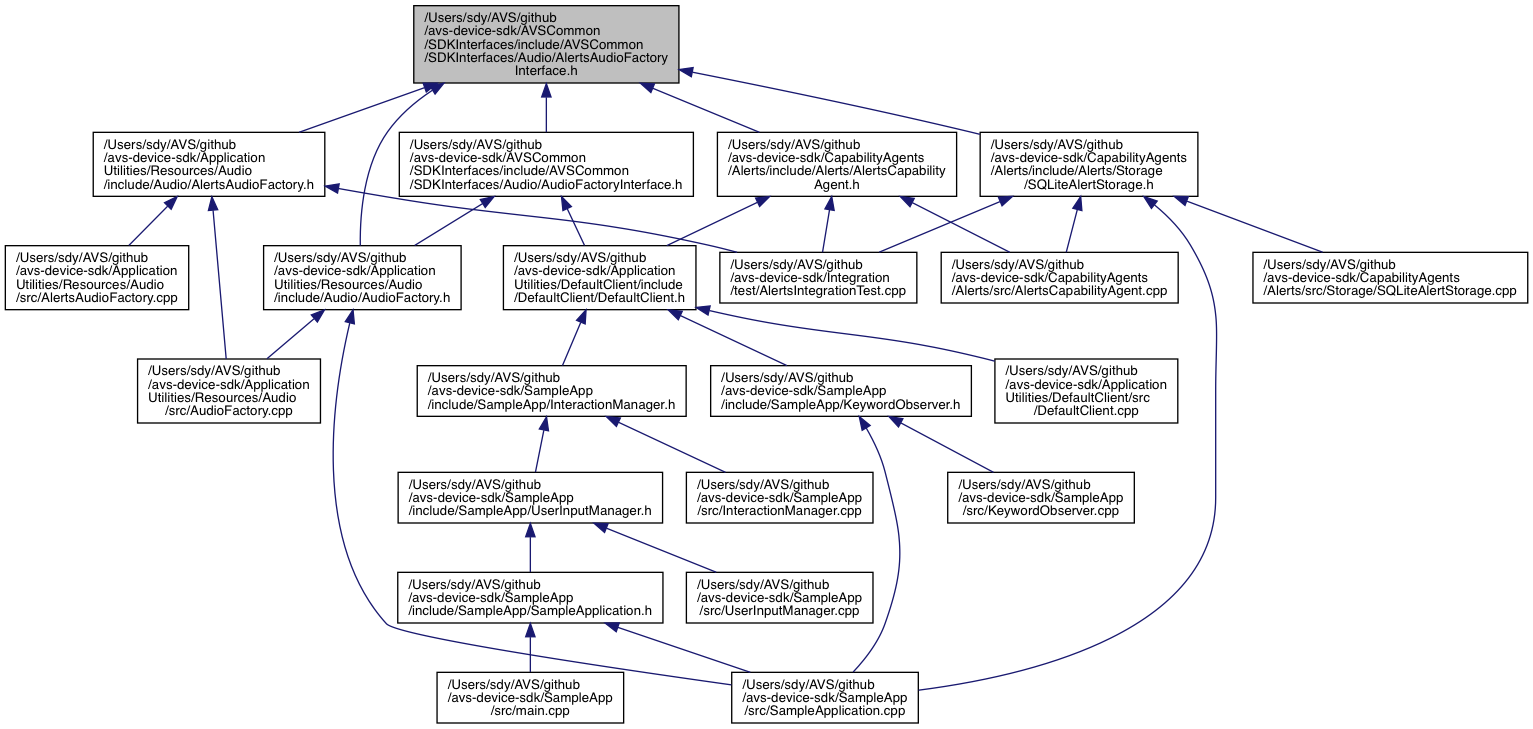 /Users/sdy/AVS/github
/avs-device-sdk/AVSCommon
/SDKInterfaces/include/AVSCommon
/SDKInterfaces/Audio/AlertsAudioFactory
Interface.h
/Users/sdy/AVS/github
/avs-device-sdk/Application
Utilities/Resources/Audio
/include/Audio/AlertsAudioFactory.h
/Users/sdy/AVS/github
/avs-device-sdk/AVSCommon
/SDKInterfaces/include/AVSCommon
/SDKInterfaces/Audio/AudioFactoryInterface.h
/Users/sdy/AVS/github
/avs-device-sdk/CapabilityAgents
/Alerts/include/Alerts/AlertsCapability
Agent.h
/Users/sdy/AVS/github
/avs-device-sdk/CapabilityAgents
/Alerts/include/Alerts/Storage
/SQLiteAlertStorage.h
/Users/sdy/AVS/github
/avs-device-sdk/Application
Utilities/Resources/Audio
/src/AlertsAudioFactory.cpp
/Users/sdy/AVS/github
/avs-device-sdk/Application
Utilities/Resources/Audio
/include/Audio/AudioFactory.h
/Users/sdy/AVS/github
/avs-device-sdk/Application
Utilities/DefaultClient/include
/DefaultClient/DefaultClient.h
/Users/sdy/AVS/github
/avs-device-sdk/Integration
/test/AlertsIntegrationTest.cpp
/Users/sdy/AVS/github
/avs-device-sdk/CapabilityAgents
/Alerts/src/AlertsCapabilityAgent.cpp
/Users/sdy/AVS/github
/avs-device-sdk/CapabilityAgents
/Alerts/src/Storage/SQLiteAlertStorage.cpp
/Users/sdy/AVS/github
/avs-device-sdk/Application
Utilities/Resources/Audio
/src/AudioFactory.cpp
/Users/sdy/AVS/github
/avs-device-sdk/SampleApp
/include/SampleApp/InteractionManager.h
/Users/sdy/AVS/github
/avs-device-sdk/SampleApp
/include/SampleApp/KeywordObserver.h
/Users/sdy/AVS/github
/avs-device-sdk/Application
Utilities/DefaultClient/src
/DefaultClient.cpp
/Users/sdy/AVS/github
/avs-device-sdk/SampleApp
/include/SampleApp/UserInputManager.h
/Users/sdy/AVS/github
/avs-device-sdk/SampleApp
/src/InteractionManager.cpp
/Users/sdy/AVS/github
/avs-device-sdk/SampleApp
/src/KeywordObserver.cpp
/Users/sdy/AVS/github
/avs-device-sdk/SampleApp
/include/SampleApp/SampleApplication.h
/Users/sdy/AVS/github
/avs-device-sdk/SampleApp
/src/UserInputManager.cpp
/Users/sdy/AVS/github
/avs-device-sdk/SampleApp
/src/main.cpp
/Users/sdy/AVS/github
/avs-device-sdk/SampleApp
/src/SampleApplication.cpp